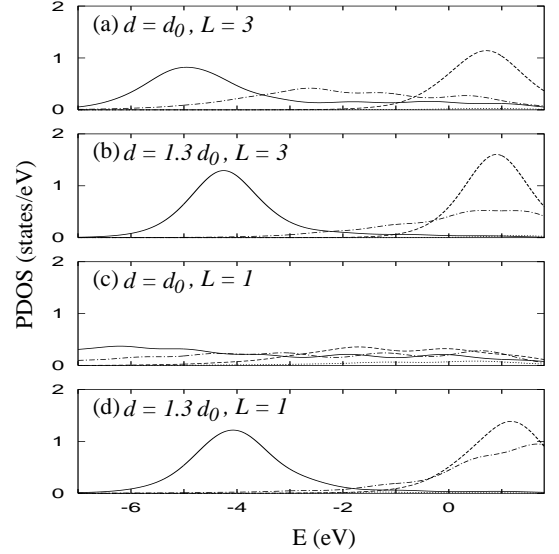 2
(a) d = d0, L = 3
1
0
2
(b) d = 1.3 d0, L = 3
1
0
2
(c) d = d0, L = 1
1
0
2
(d) d = 1.3 d0, L = 1
1
0
-6 -4 -2 0
E (eV)
PDOS (states/eV)